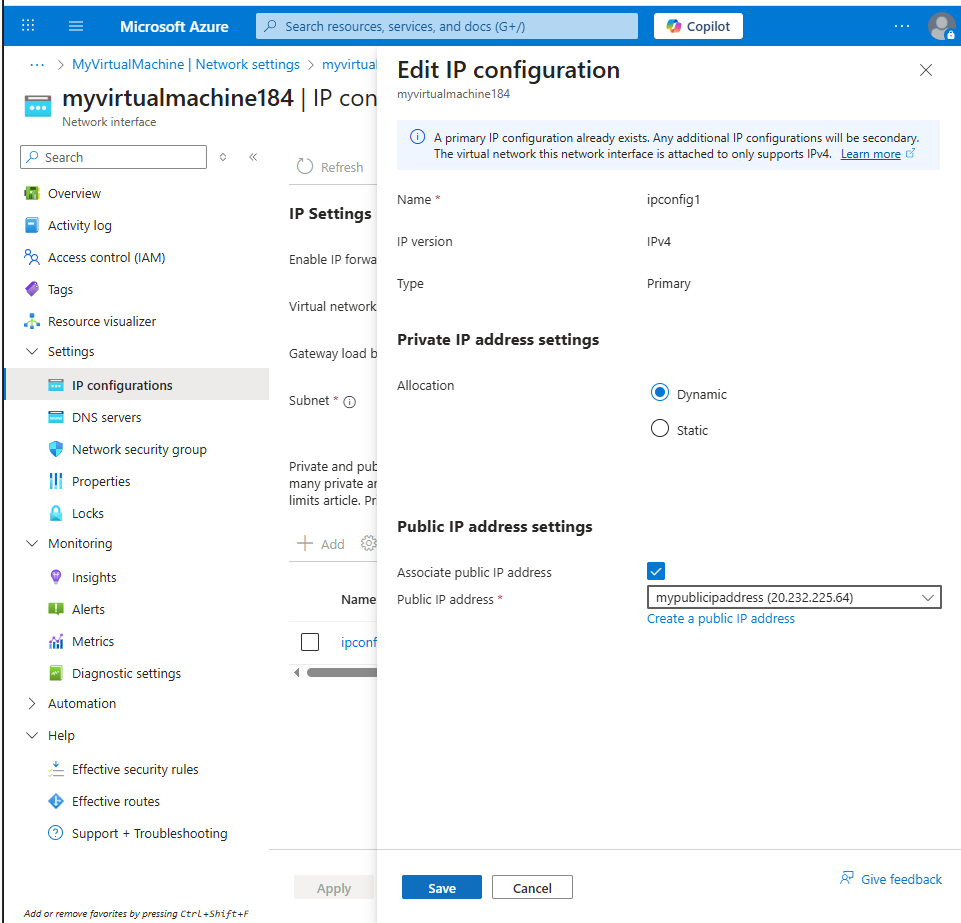 Microsoft Azure
Search resources, services, and docs (G+/)
Copilot
...
... > MyVirtualMachine | Network settings >
myvirtualmachine184 | IP con
Network interface
Search
Overview
Activity log
Access control (IAM)
Tags
Resource visualizer
Settings
IP configurations
DNS servers
Network security group
Properties
Locks
Monitoring
Insights
Alerts
Metrics
Diagnostic settings
Automation
Help
Effective security rules
Effective routes
Support + Troubleshooting
Add or remove favorites by pressing Ctrl+Shift+F
Refresh
IP Settings
Enable IP forwa
Virtual network
Gateway load b
Subnet *
Private and pub
many private a
limits article. Pr
Add
Name
ipconf
Apply
Edit IP configuration
myvirtualmachine184
A primary IP configuration already exists. Any additional IP configurations will be secondary.
The virtual network this network interface is attached to only supports IPv4. Learn more
Name * ipconfig1
IP version IPv4
Type Primary
Private IP address settings
Allocation
Dynamic
Static
Public IP address settings
Associate public IP address
Public IP address * mypublicipaddress (20.232.225.64)
Create a public IP address
Save
Cancel
Give feedback